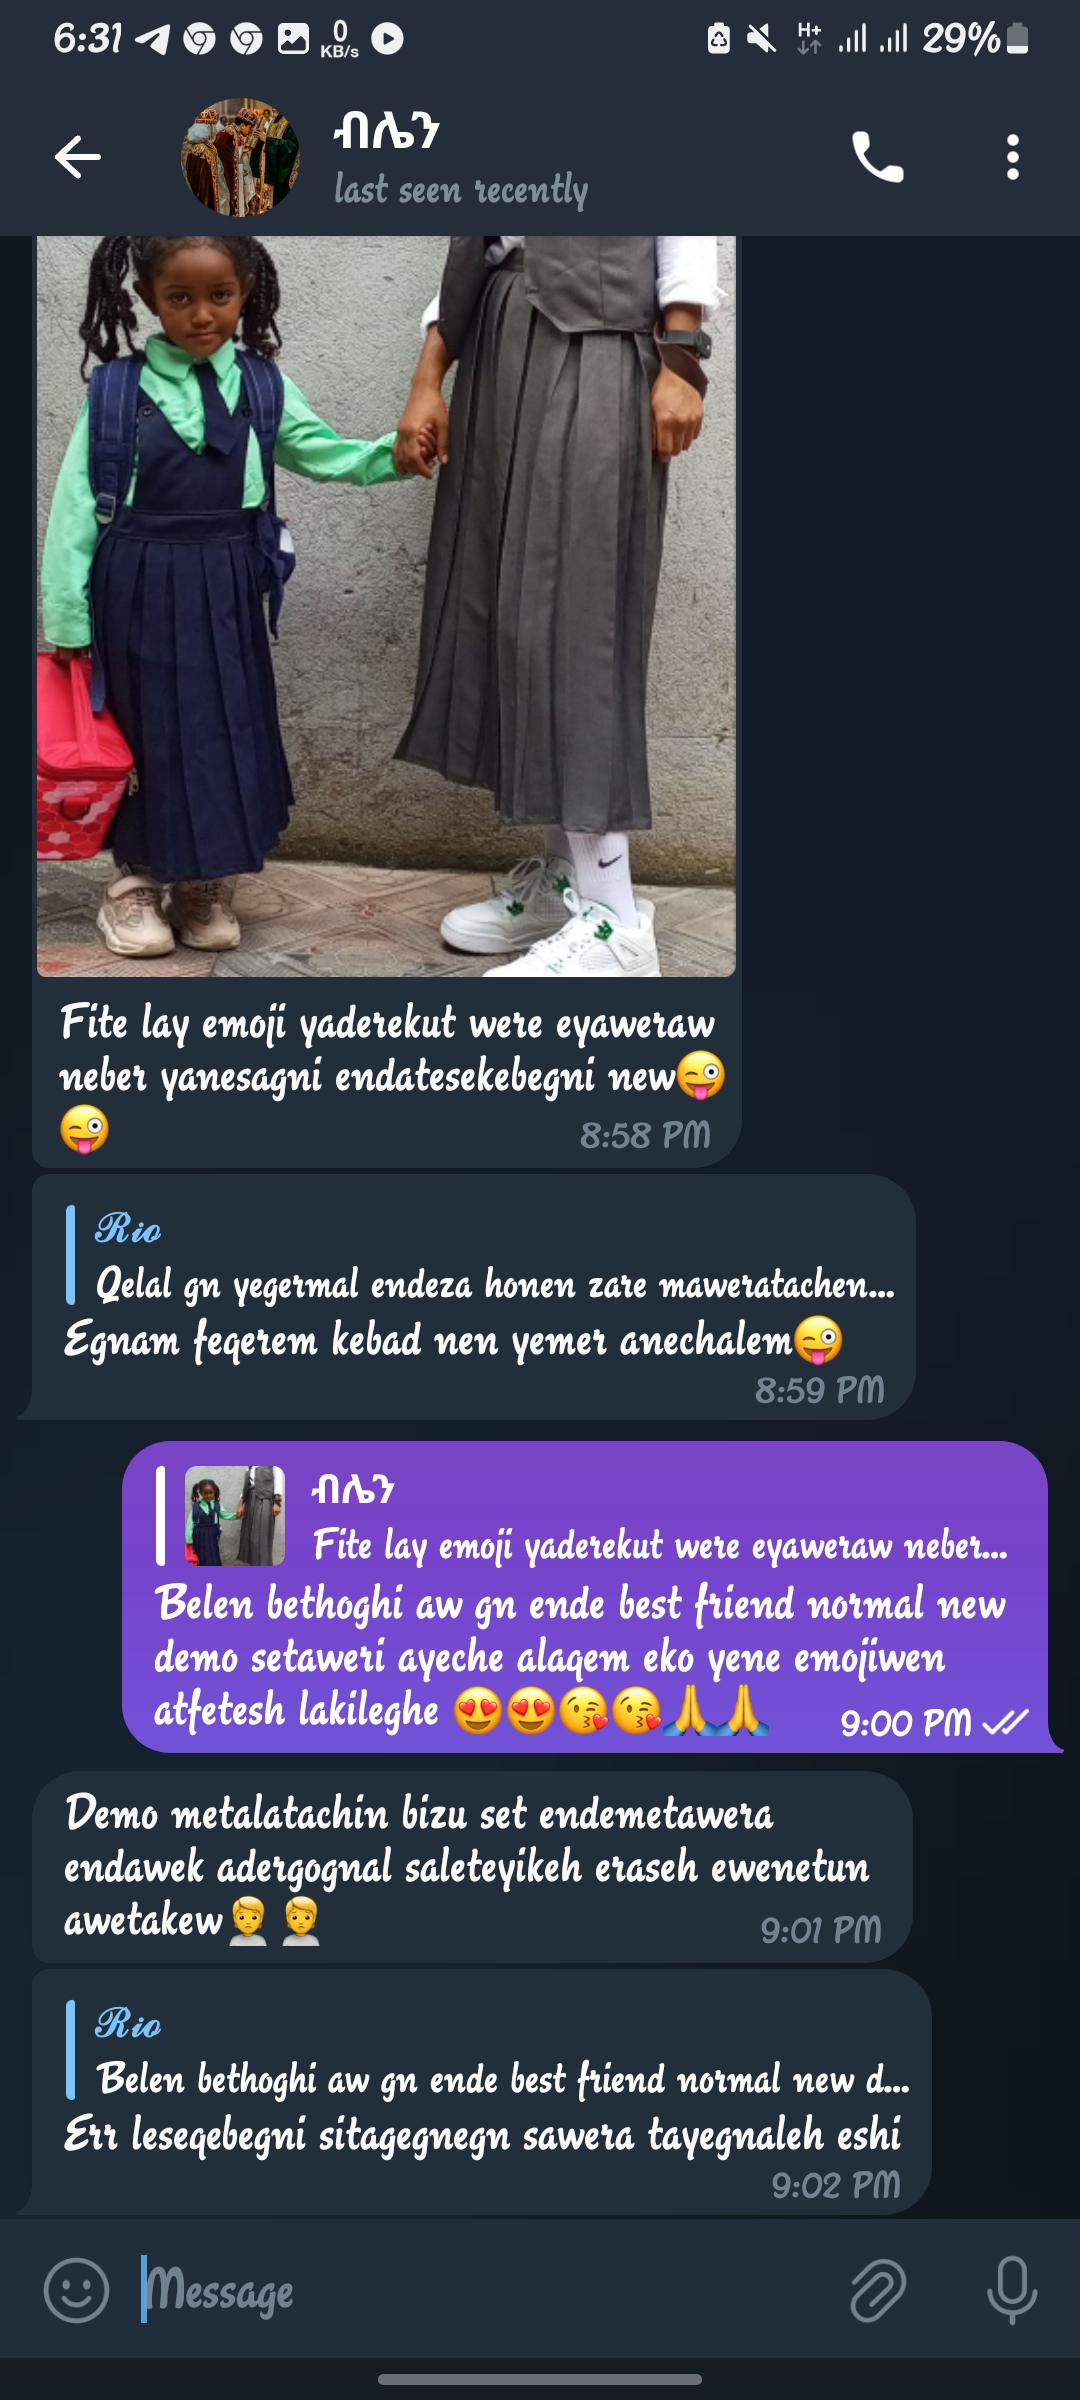 6:31
0
KB/s
H+
29%
ብሌን
last seen recently
Fite lay emoji yaderekut were eyaweraw
neber yanesagni endatesekebegni new😜
😜
8:58 PM
Rio
Qelal gn yegermal endeza honen zare maweratachen...
Egnam feqerem kebad nen yemer anechalem😜
8:59 PM
ብሌን
Fite lay emoji yaderekut were eyaweraw neber...
Belen bethoghi aw gn ende best friend normal new
demo setaweri ayeche alaqem eko yene emojiwen
atfetesh lakileghe 😍😍😘😘🙏🙏
9:00 PM
Demo metalatachin bizu set endemetawera
endawek adergognal saleteyikeh eraseh ewenetun
awetakew🙍🙍
9:01 PM
Rio
Belen bethoghi aw gn ende best friend normal new d...
Err leseqebegni sitagegnegn sawera tayegnaleh eshi
9:02 PM
Message